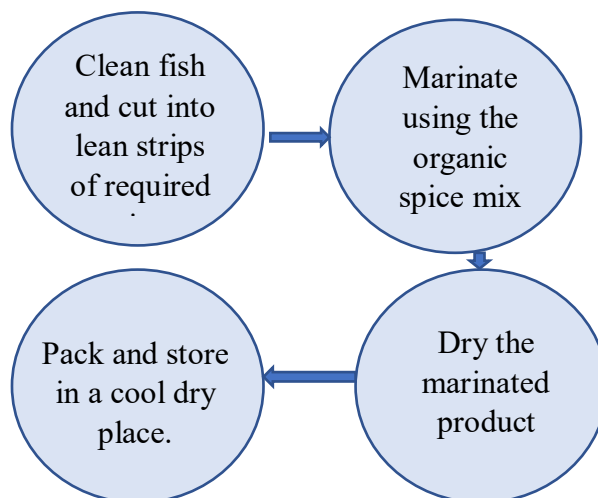 Clean fish
and cut into
lean strips
of required
Marinate
using the
organic
spice mix
Dry the
marinated
product
Pack and store
in a cool dry
place.